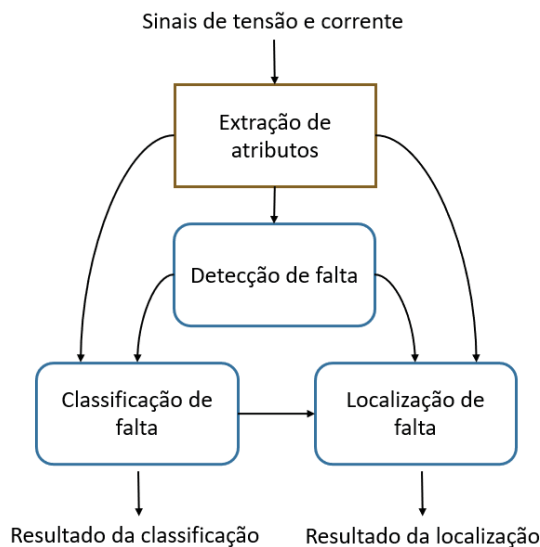 Sinais de tensão e corrente
Extração de
atributos
Detecção de falta
Classificação de
falta
Localização de
falta
Resultado da classificação
Resultado da localização